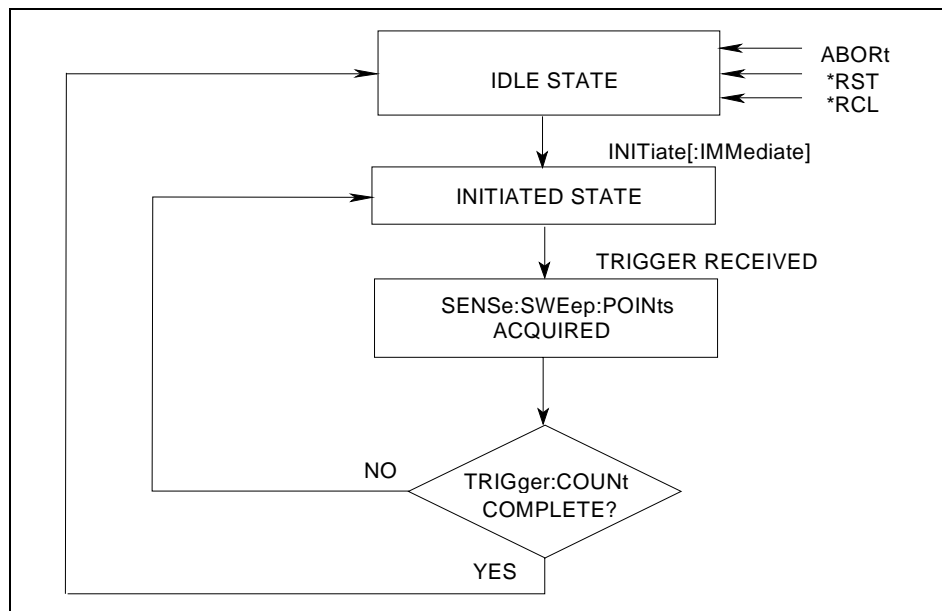 ABORt
IDLE STATE
*RST
*RCL
INITiate[:IMMediate]
INITIATED STATE
TRIGGER RECEIVED
SENSe:SWEep:POINts
ACQUIRED
NO
TRIGger:COUNt
COMPLETE?
YES